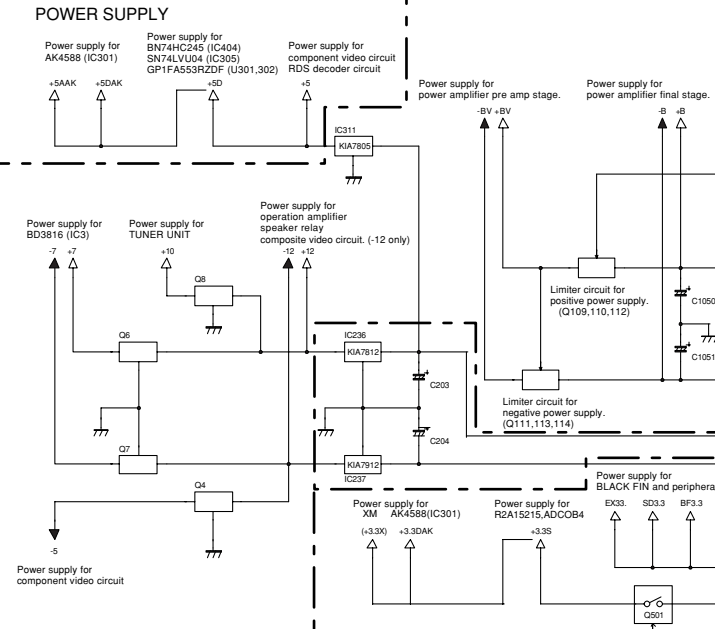 POWER SUPPLY
Power supply for
AK4588 (IC301)
Power supply for
BN74HC245 (IC404)
SN74LVU04 (IC305)
GP1FA553RZDF (U301,302)
Power supply for
component video circuit
RDS decoder circuit
+5AAK
+5DAK
+5D
+5
Power supply for
power amplifier pre amp stage.
Power supply for
power amplifier final stage.
-BV +BV
-B
+B
IC311
KIA7805
Power supply for
BD3816 (IC3)
Power supply for
TUNER UNIT
Power supply for
operation amplifier
speaker relay
composite video circuit. (-12 only)
-7
+7
+10
-12
+12
Q8
Limiter circuit for
positive power supply.
(Q109,110,112)
C1050
C1051
Q6
IC236
KIA7812
C203
C204
Limiter circuit for
negative power supply.
(Q111,113,114)
Q7
KIA7912
IC237
Q4
-5
Power supply for
component video circuit
Power supply for
XM AK4588(IC301)
Power supply for
R2A15215,ADCOB4
Power supply for
BLACK FIN and periphera
(+3.3X)
+3.3DAK
+3.3S
EX33.
SD3.3
BF3.3
Q501